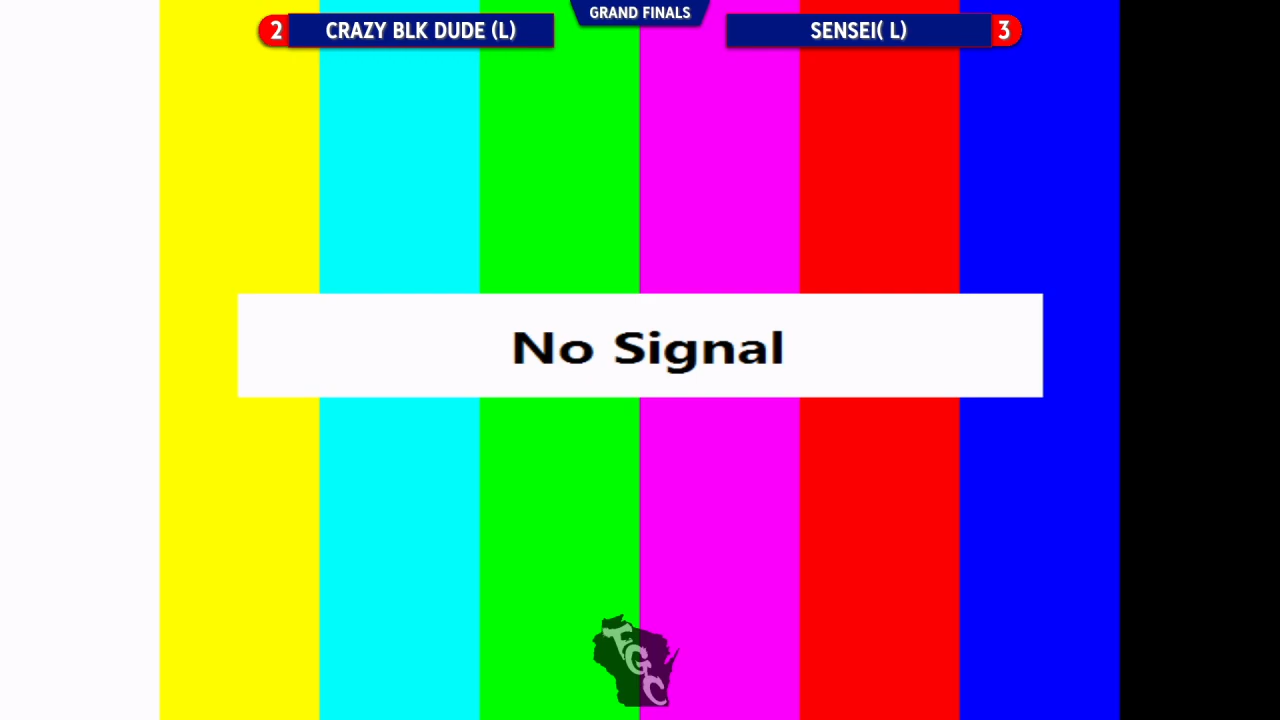 GRAND FINALS
2 CRAZY BLK DUDE (L) SENSEI( L) 3
No Signal
FGC